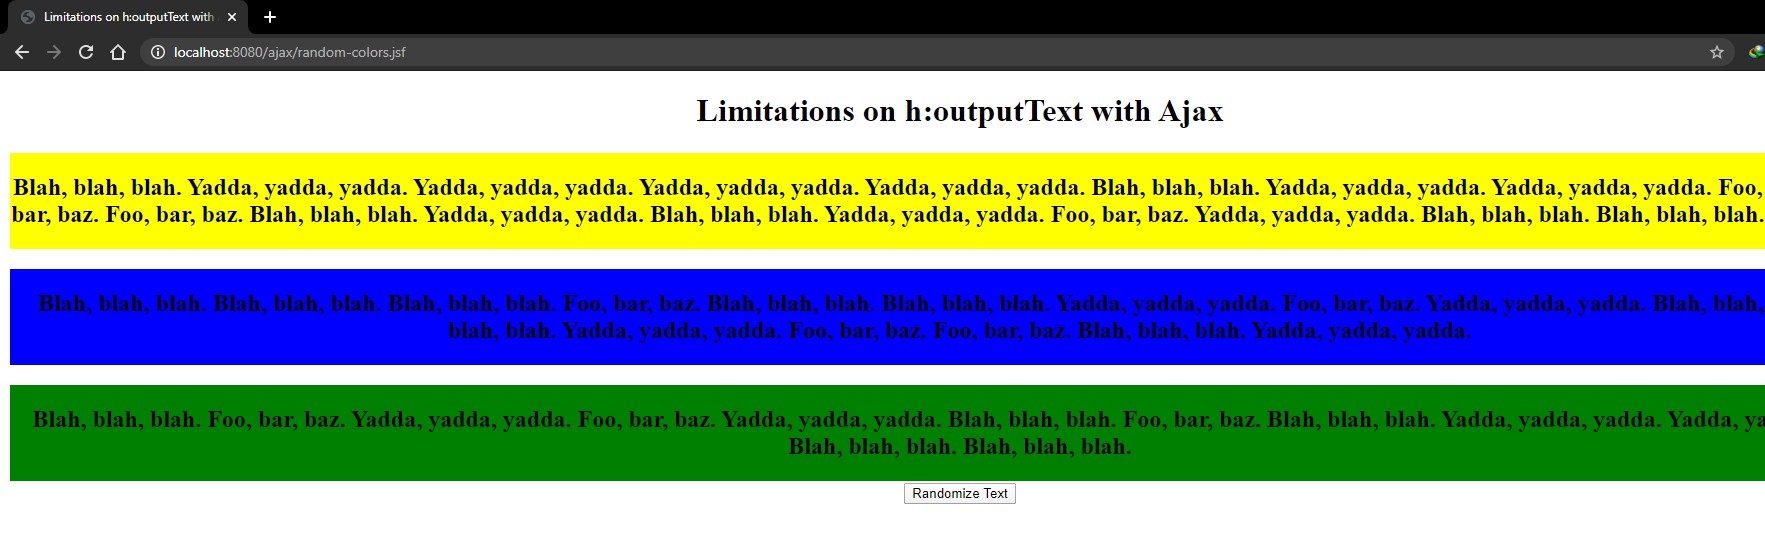 Limitations on h:outputText with
localhost:8080/ajax/random-colors.jsf
Limitations on h:outputText with Ajax
Blah, blah, blah. Yadda, yadda, yadda. Yadda, yadda, yadda. Yadda, yadda, yadda. Yadda, yadda, yadda. Blah, blah, blah. Yadda, yadda, yadda. Yadda, yadda, yadda. Foo,
bar, baz. Foo, bar, baz. Blah, blah, blah. Yadda, yadda, yadda. Blah, blah, blah. Yadda, yadda, yadda. Foo, bar, baz. Yadda, yadda, yadda. Blah, blah, blah. Blah, blah, blah.
Blah, blah, blah. Blah, blah, blah. Blah, blah, blah. Foo, bar, baz. Blah, blah, blah. Blah, blah, blah. Yadda, yadda, yadda. Foo, bar, baz. Yadda, yadda, yadda. Blah, blah,
blah, blah. Yadda, yadda, yadda. Foo, bar, baz. Foo, bar, baz. Blah, blah, blah. Yadda, yadda, yadda.
Blah, blah, blah. Foo, bar, baz. Yadda, yadda, yadda. Foo, bar, baz. Yadda, yadda, yadda. Blah, blah, blah. Foo, bar, baz. Blah, blah, blah. Yadda, yadda, yadda. Yadda, ya
Blah, blah, blah. Blah, blah, blah.
Randomize Text